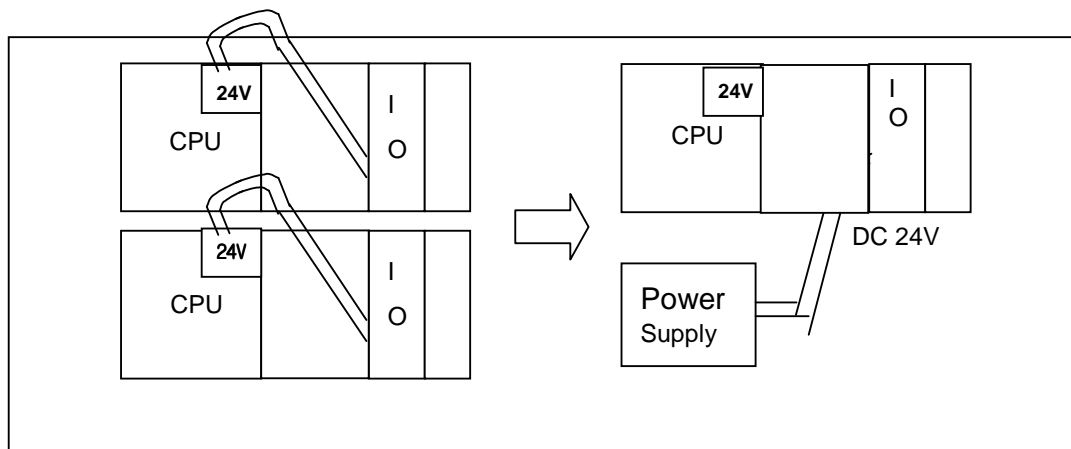 24V
CPU
I
O
24V
CPU
I
O
24V
CPU
I
O
DC 24V
Power
Supply